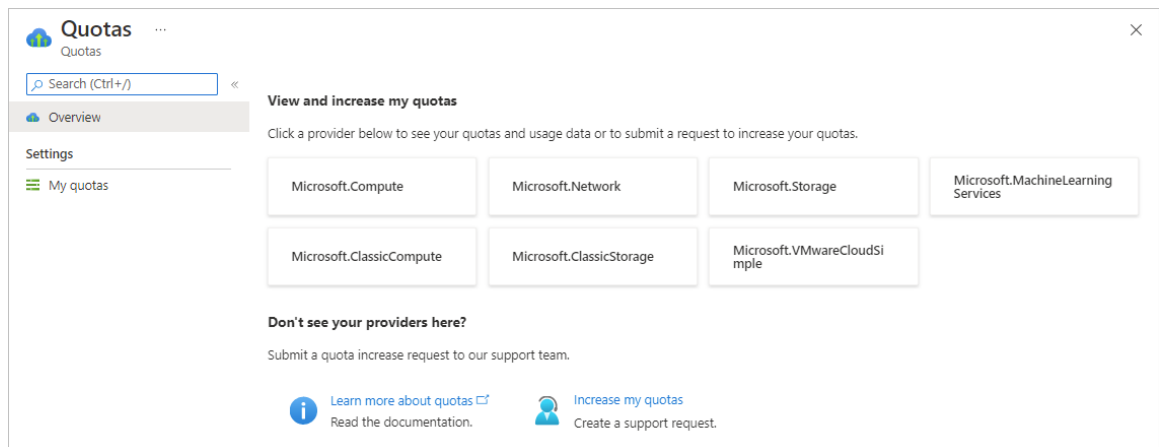 Quotas ...
Quotas
Search (Ctrl+/)
«
Overview
Settings
My quotas
View and increase my quotas
Click a provider below to see your quotas and usage data or to submit a request to increase your quotas.
Microsoft.Compute
Microsoft.Network
Microsoft.Storage
Microsoft.MachineLearning
Services
Microsoft.ClassicCompute
Microsoft.ClassicStorage
Microsoft.VMwareCloudSi
mple
Don't see your providers here?
Submit a quota increase request to our support team.
Learn more about quotas
Read the documentation.
Increase my quotas
Create a support request.